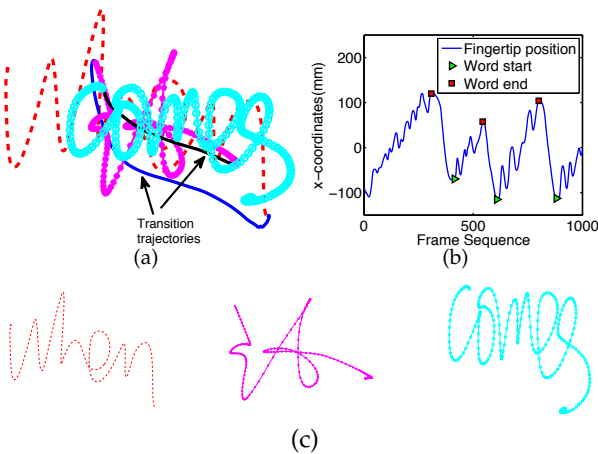 Transition
trajectories
(a)
x−coordinates(mm)
200
100
0
−100
0
500
1000
Fingertip position
Word start
Word end
Frame Sequence
(b)
when
it
comes
(c)